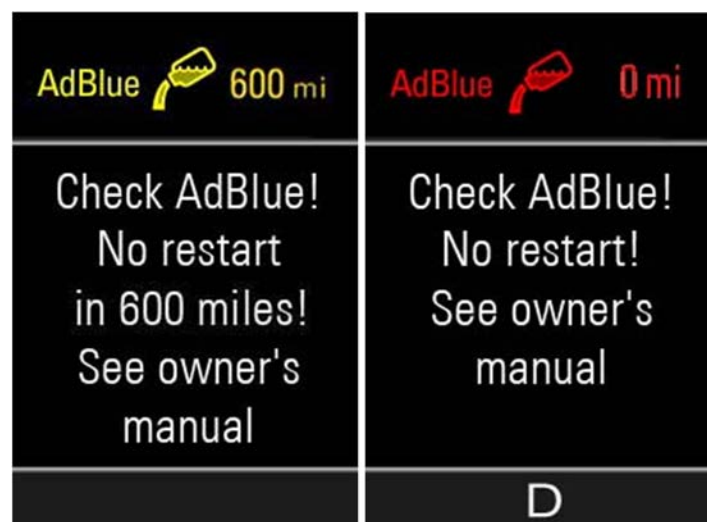 AdBlue 600 mi
Check AdBlue!
No restart
in 600 miles!
See owner's
manual
AdBlue 0 mi
Check AdBlue!
No restart!
See owner's
manual
D